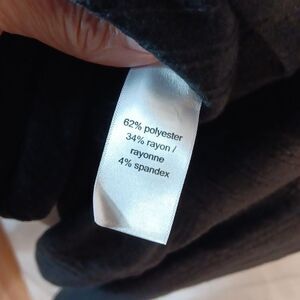 62% polyester
34% rayon /
rayonne
4% spandex